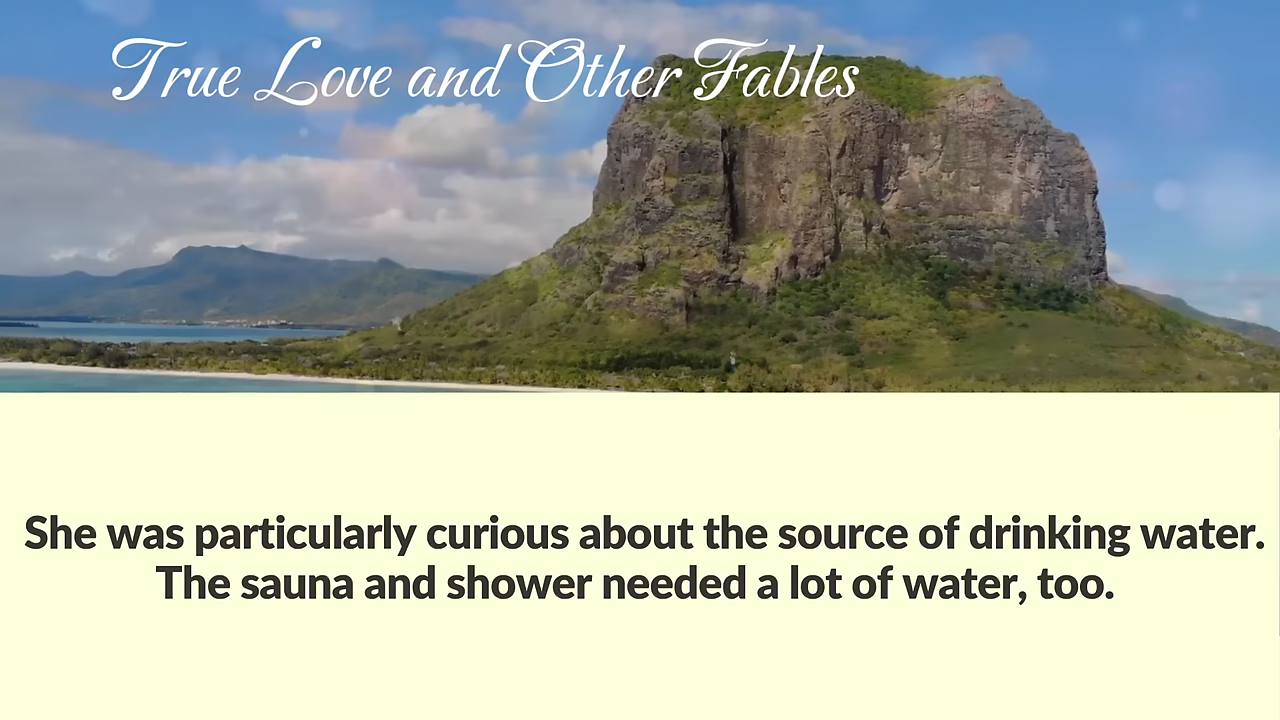 True Love and Other Fables
She was particularly curious about the source of drinking water.
The sauna and shower needed a lot of water, too.